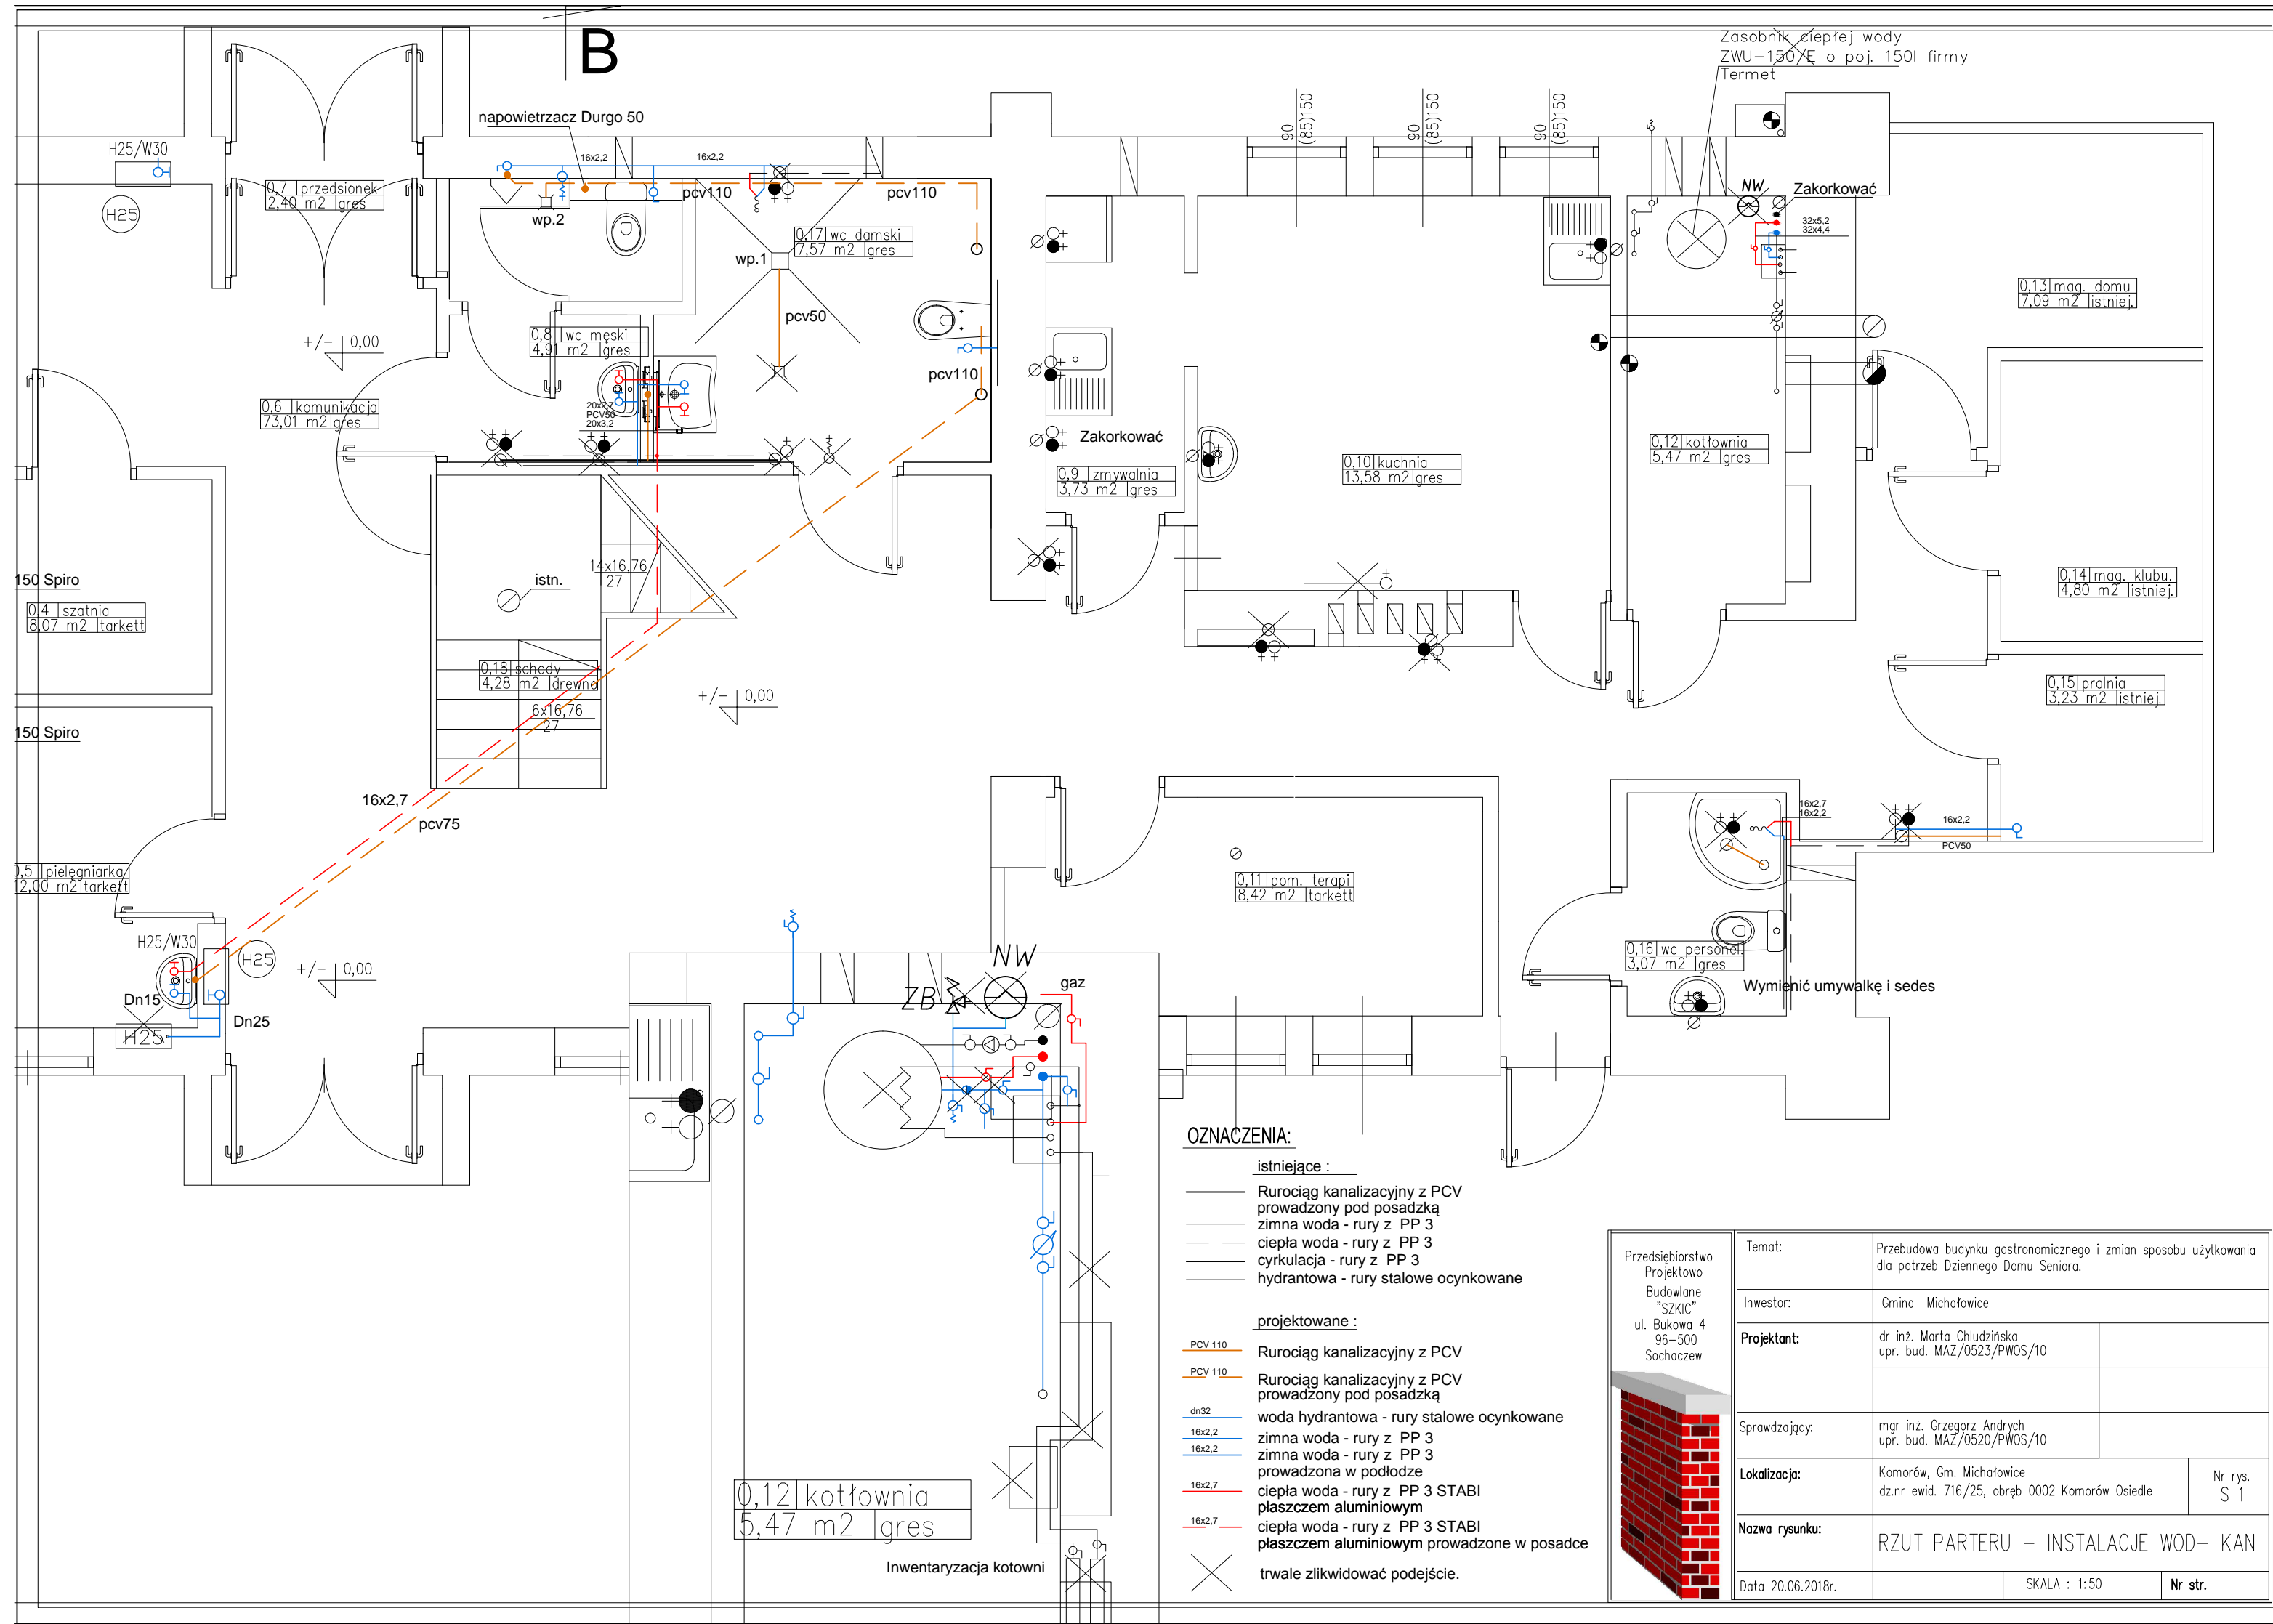 B
Zasobnik ciepłej wody
ZWU-150/E o poj. 150l firmy
Termet
napowietrzacz Durgo 50
90
(85)150
90
(85)150
90
(85)150
H25/W30
H25
0,7 przedsionek
2,40 m2 gres
16x2,2
16x2,2
pcv110
pcv110
wp.2
0,17 wc damski
7,57 m2 gres
wp.1
NW
Zakorkować
32x5,2
32x4,4
0,13 mag. domu
7,09 m2 istniej.
pcv50
+/- 0,00
0,8 wc męski
4,91 m2 gres
pcv110
20x2,7
PCV50
20x3,2
0,6 komunikacja
73,01 m2 gres
Zakorkować
0,9 zmywalnia
3,73 m2 gres
0,10 kuchnia
13,58 m2 gres
0,12 kotłownia
5,47 m2 gres
150 Spiro
istn.
14x16,76
27
0,4 szatnia
8,07 m2 tarkett
0,14 mag. klubu.
4,80 m2 istniej.
0,18 schody
4,28 m2 drewno
6x16,76
27
+/- 0,00
0,15 pralnia
3,23 m2 istniej.
150 Spiro
16x2,7
pcv75
16x2,7
16x2,2
16x2,2
PCV50
0,5 pielęgniarka
12,00 m2 tarkett
0,11 pom. terapi
8,42 m2 tarkett
H25/W30
H25
+/- 0,00
0,16 wc personel.
3,07 m2 gres
Wymienić umywalkę i sedes
Dn15
Dn25
H25
NW
ZB
gaz
OZNACZENIA:
istniejące :
Rurociąg kanalizacyjny z PCV
prowadzony pod posadzką
zimna woda - rury z PP 3
ciepła woda - rury z PP 3
cyrkulacja - rury z PP 3
hydrantowa - rury stalowe ocynkowane
projektowane :
PCV 110 Rurociąg kanalizacyjny z PCV
PCV 110 Rurociąg kanalizacyjny z PCV
prowadzony pod posadzką
dn32 woda hydrantowa - rury stalowe ocynkowane
16x2,2 zimna woda - rury z PP 3
16x2,2 zimna woda - rury z PP 3
prowadzona w podłodze
16x2,7 ciepła woda - rury z PP 3 STABI
płaszczem aluminiowym
16x2,7 ciepła woda - rury z PP 3 STABI
płaszczem aluminiowym prowadzone w posadce
trwale zlikwidować podejście.
0,12 kotłownia
5,47 m2 gres
Inwentaryzacja kotowni
Przedsiębiorstwo
Projektowo
Budowlane
"SZKIC"
ul. Bukowa 4
96-500
Sochaczew
Temat:
Przebudowa budynku gastronomicznego i zmian sposobu użytkowania
dla potrzeb Dziennego Domu Seniora.
Inwestor:
Gmina Michałowice
Projektant:
dr inż. Marta Chludzińska
upr. bud. MAZ/0523/PWOS/10
Sprawdzający:
mgr inż. Grzegorz Andrych
upr. bud. MAZ/0520/PWOS/10
Lokalizacja:
Komorów, Gm. Michałowice
dz.nr ewid. 716/25, obręb 0002 Komorów Osiedle
Nr rys.
S 1
Nazwa rysunku:
RZUT PARTERU - INSTALACJE WOD- KAN
Data 20.06.2018r.
SKALA : 1:50
Nr str.